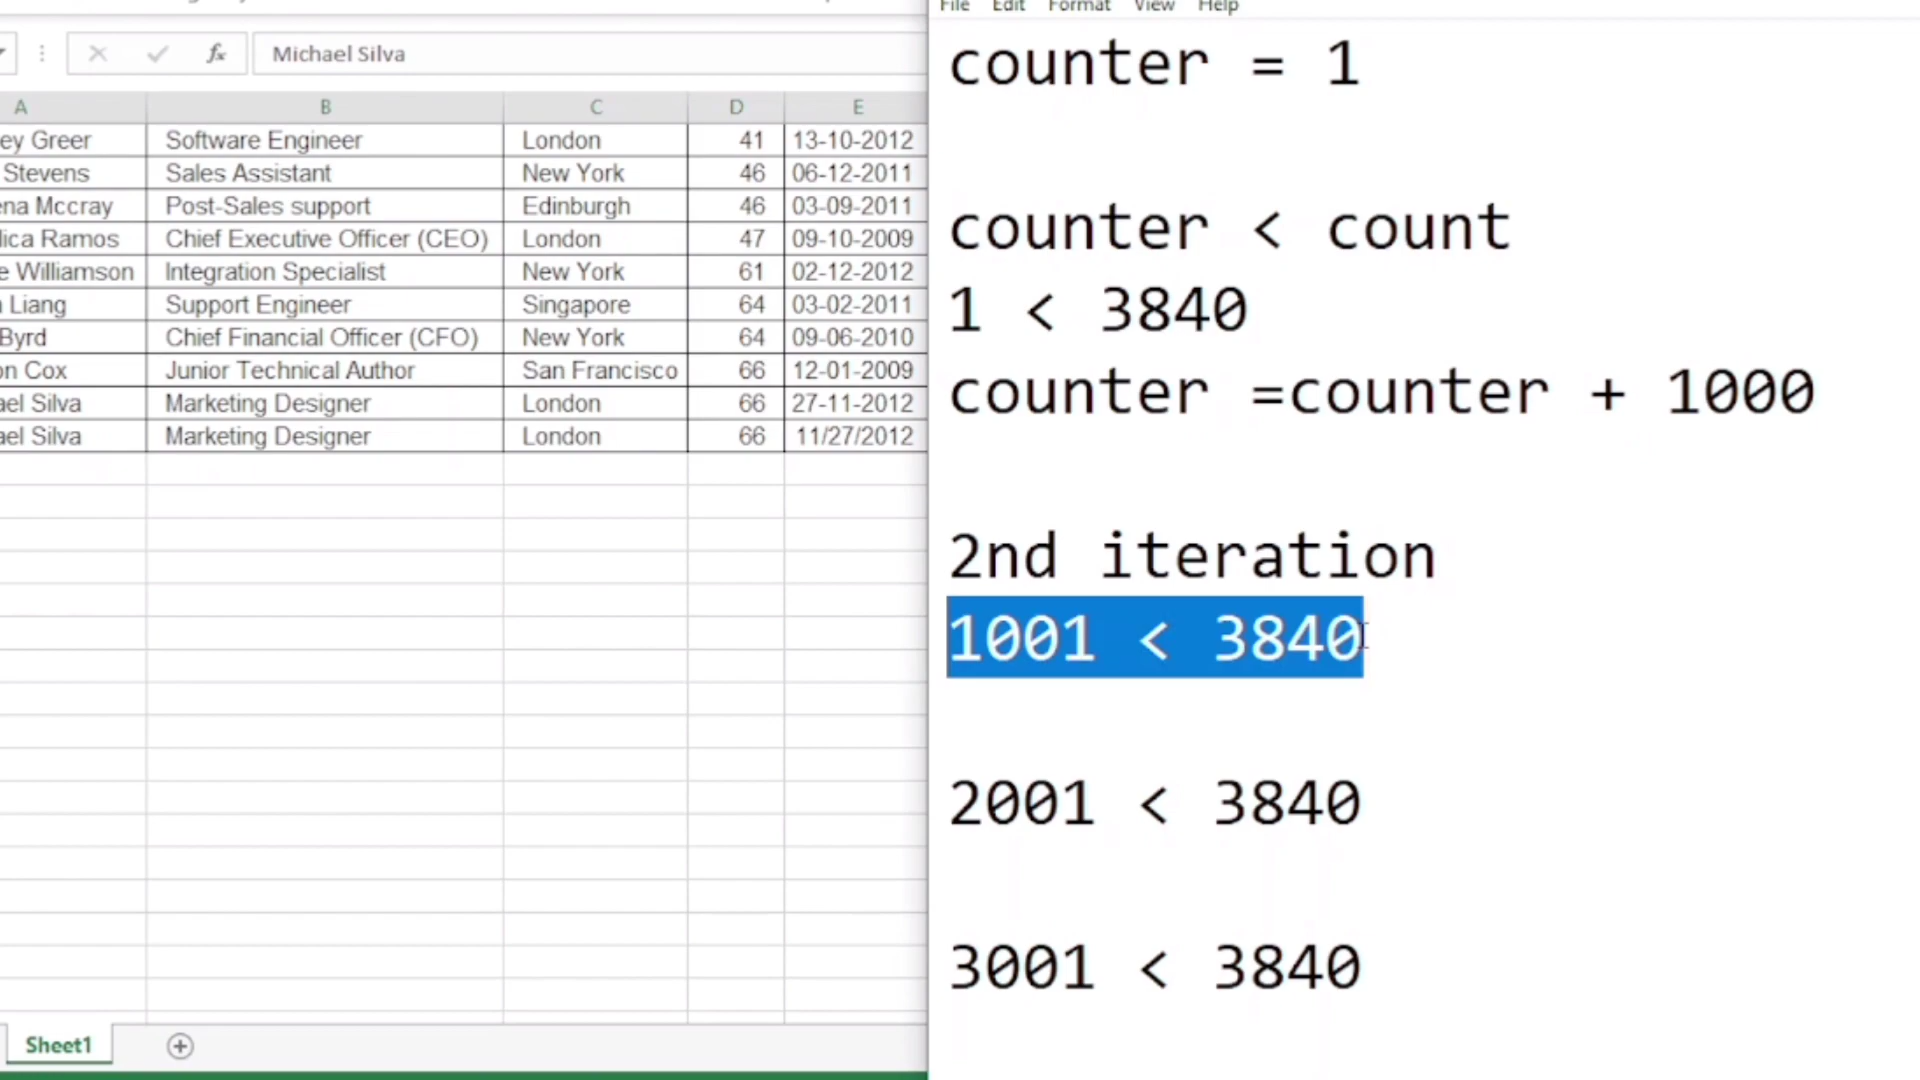 Michael Silva
A B C D E
ey Greer Software Engineer London 41 13-10-2012
Stevens Sales Assistant New York 46 06-12-2011
ena Mccray Post-Sales support Edinburgh 46 03-09-2011
lica Ramos Chief Executive Officer (CEO) London 47 09-10-2009
e Williamson Integration Specialist New York 61 02-12-2012
Liang Support Engineer Singapore 64 03-02-2011
Byrd Chief Financial Officer (CFO) New York 64 09-06-2010
on Cox Junior Technical Author San Francisco 66 12-01-2009
ael Silva Marketing Designer London 66 27-11-2012
ael Silva Marketing Designer London 66 11/27/2012
Sheet1
File Edit Format View Help
counter = 1
counter < count
1 < 3840
counter =counter + 1000
2nd iteration
1001 < 3840
2001 < 3840
3001 < 3840